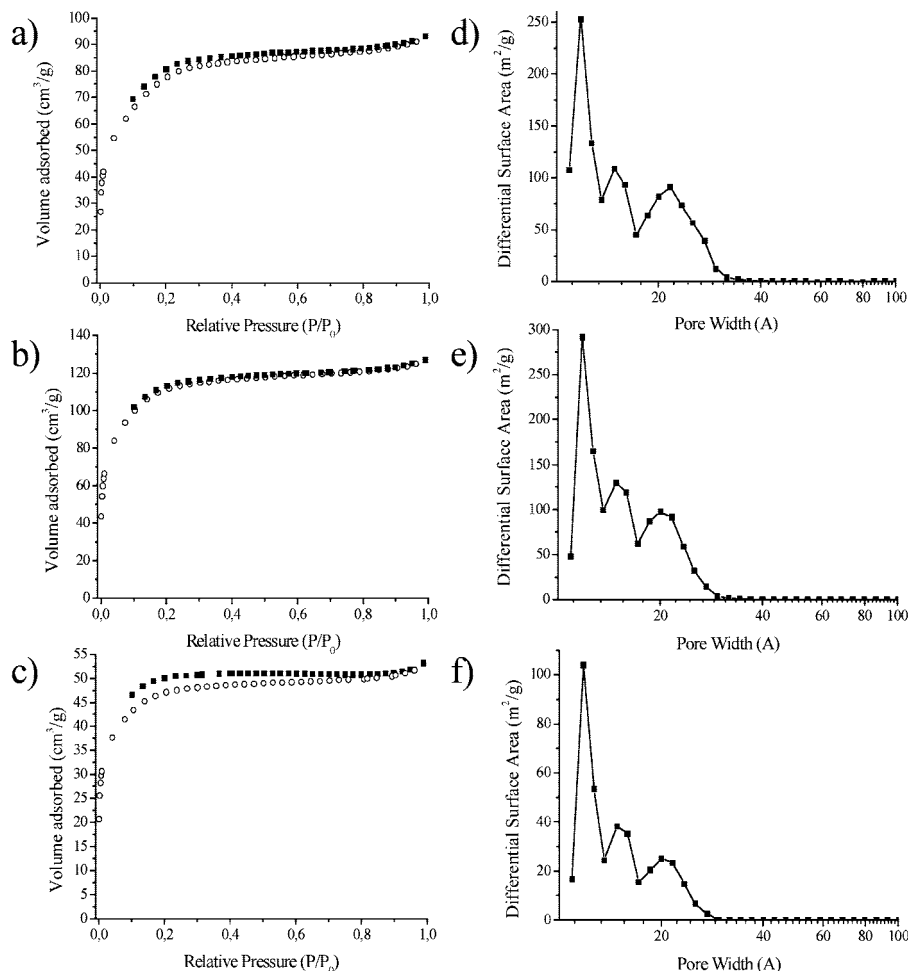 a)
Volume adsorbed (cm³/g)
100
90
80
70
60
50
40
30
20
10
0
0,0 0,2 0,4 0,6 0,8 1,0
Relative Pressure (P/P₀)
d)
Differential Surface Area (m²/g)
250
200
150
100
50
0
20 40 60 80 100
Pore Width (A)
b)
Volume adsorbed (cm³/g)
140
120
100
80
60
40
20
0
0,0 0,2 0,4 0,6 0,8 1,0
Relative Pressure (P/P₀)
e)
Differential Surface Area (m²/g)
300
250
200
150
100
50
0
20 40 60 80 100
Pore Width (A)
c)
Volume adsorbed (cm³/g)
55
50
45
40
35
30
25
20
15
10
5
0
0,0 0,2 0,4 0,6 0,8 1,0
Relative Pressure (P/P₀)
f)
Differential Surface Area (m²/g)
100
80
60
40
20
0
20 40 60 80 100
Pore Width (A)